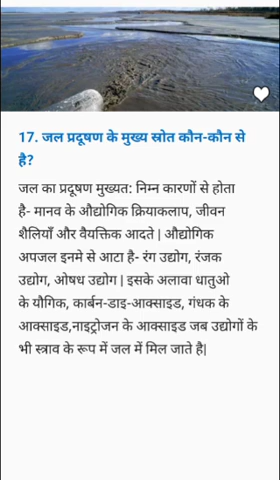 17. जल प्रदूषण के मुख्य स्रोत कौन-कौन से
है?
जल का प्रदूषण मुख्यत: निम्न कारणों से होता
है- मानव के औद्योगिक क्रियाकलाप, जीवन
शैलियाँ और वैयक्तिक आदते | औद्योगिक
अपजल इनमे से आटा है- रंग उद्योग, रंजक
उद्योग, ओषध उद्योग | इसके अलावा धातुओ
के यौगिक, कार्बन-डाइ-आक्साइड, गंधक के
आक्साइड,नाइट्रोजन के आक्साइड जब उद्योगों के
भी स्त्राव के रूप में जल में मिल जाते है|